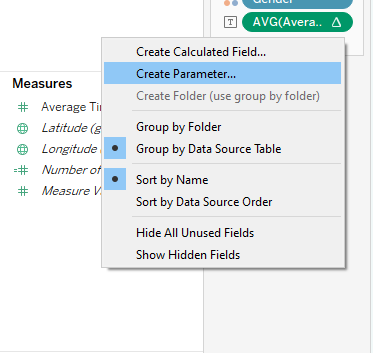 Gender
T AVG(Avera.. Δ
Create Calculated Field...
Create Parameter...
Create Folder (use group by folder)
Group by Folder
Group by Data Source Table
Sort by Name
Sort by Data Source Order
Hide All Unused Fields
Show Hidden Fields
Measures
Average Ti
Latitude (g
Longitude (
Number of
Measure V